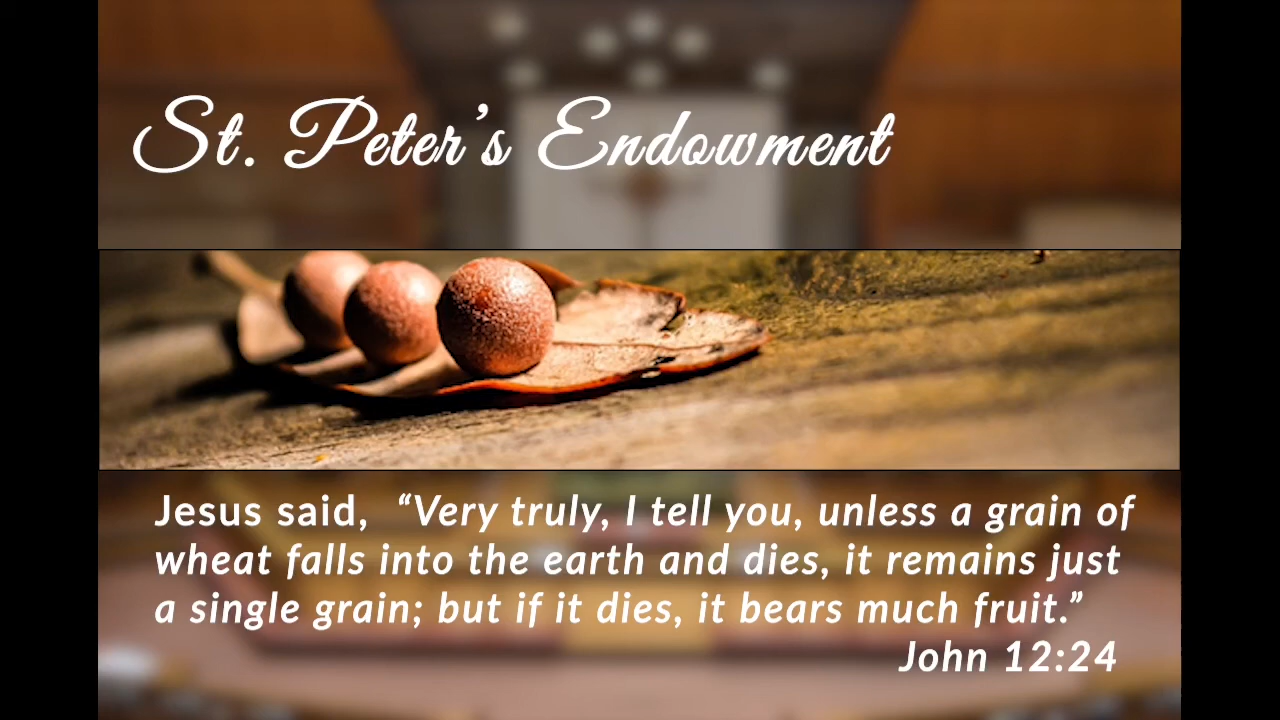 St. Peter’s Endowment
Jesus said, “Very truly, I tell you, unless a grain of
wheat falls into the earth and dies, it remains just
a single grain; but if it dies, it bears much fruit.”
John 12:24